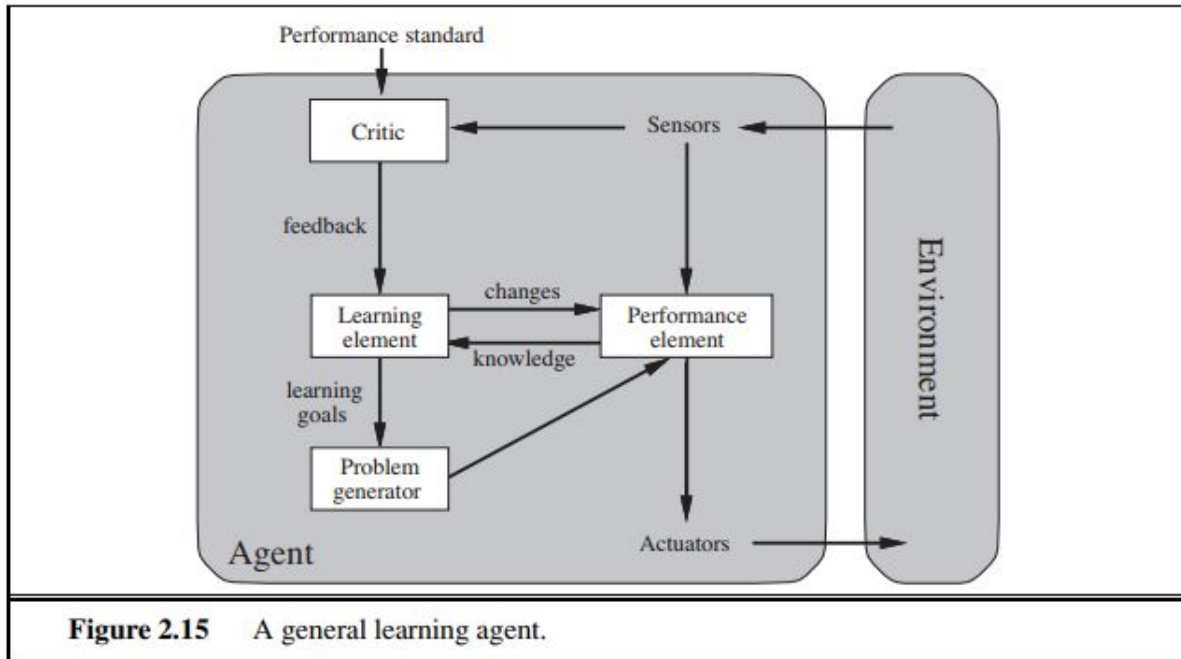 Performance standard
Critic
Sensors
feedback
changes
Learning
element
Performance
element
knowledge
learning
goals
Problem
generator
Agent
Actuators
Environment
Figure 2.15 A general learning agent.